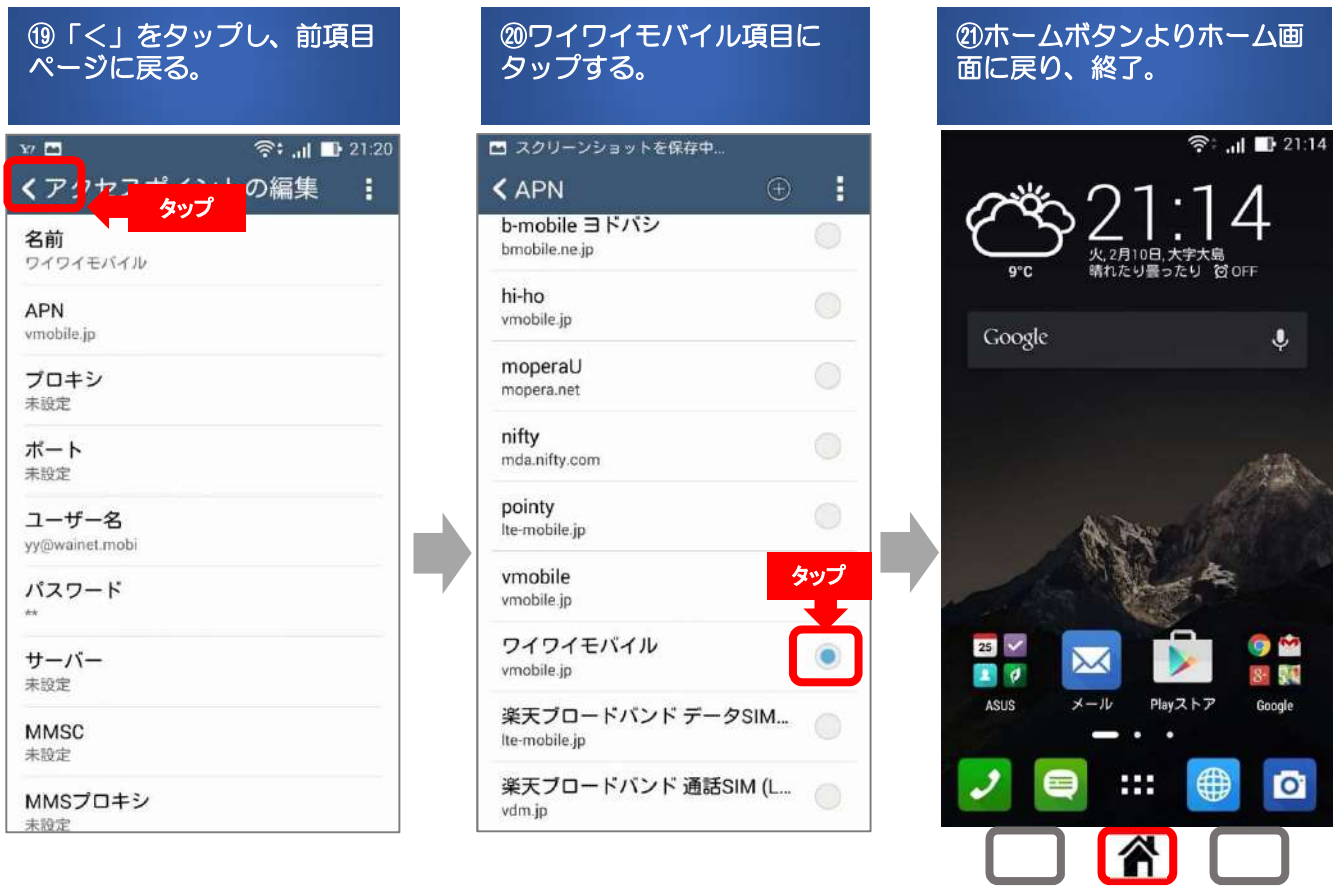 ⑲「＜」をタップし、前項目
ページに戻る。
21:20
アクセスポイントの編集
タップ
名前
ワイワイモバイル
APN
vmobile.jp
プロキシ
未設定
ポート
未設定
ユーザー名
yy@wainet.mobi
パスワード
**
サーバー
未設定
MMSC
未設定
MMSプロキシ
未設定
⑳ワイワイモバイル項目に
タップする。
スクリーンショットを保存中...
APN
b-mobile ヨドバシ
bmobile.ne.jp
hi-ho
vmobile.jp
moperaU
mopera.net
nifty
mda.nifty.com
pointy
lte-mobile.jp
vmobile
vmobile.jp
タップ
ワイワイモバイル
vmobile.jp
楽天ブロードバンド データSIM...
lte-mobile.jp
楽天ブロードバンド 通話SIM (L...
vdm.jp
㉑ホームボタンよりホーム画
面に戻り、終了。
21:14
21:14
火, 2月10日, 大字大島
9°C
晴れたり曇ったり OFF
Google
25
ASUS
メール
Playストア
Google